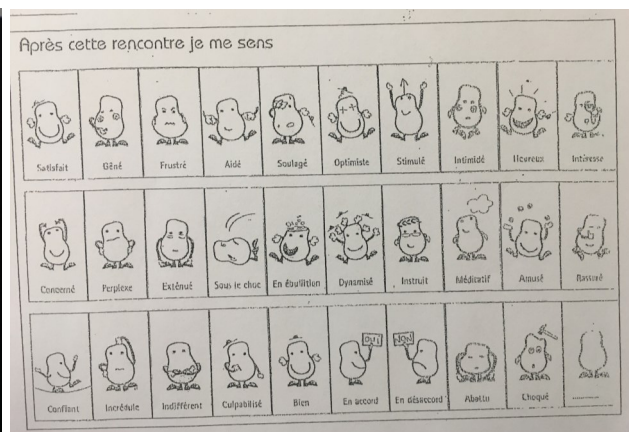 Après cette rencontre je me sens
Satisfait Gêné Frustré Aidé Soulagé Optimiste Stimulé Intimidé Heureux Intéressé
Concerné Perplexe Exténué Sous le choc En ébullition Dynamisé Instruit Méditatif Amusé Rassuré
OUI NON
Confiant Incrédule Indifférent Culpabilisé Bien En accord En désaccord Abattu Choqué ............